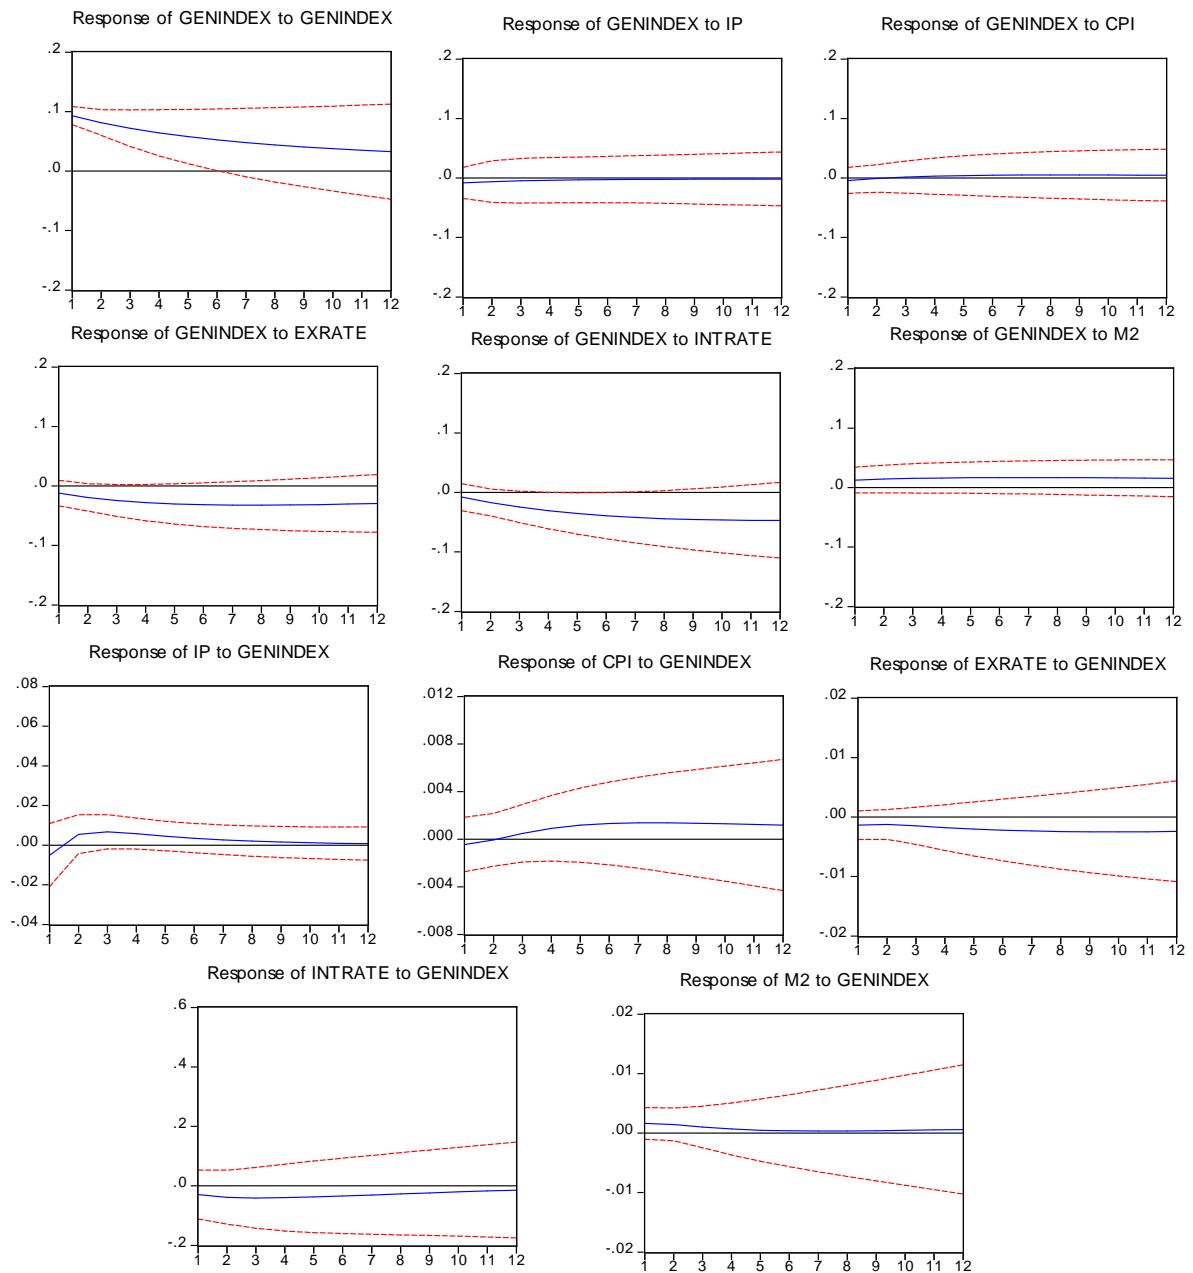 Response of GENINDEX to GENINDEX
.2
.1
.0
-.1
-.2
1 2 3 4 5 6 7 8 9 10 11 12
Response of GENINDEX to IP
.2
.1
.0
-.1
-.2
1 2 3 4 5 6 7 8 9 10 11 12
Response of GENINDEX to CPI
.2
.1
.0
-.1
-.2
1 2 3 4 5 6 7 8 9 10 11 12
Response of GENINDEX to EXRATE
.2
.1
.0
-.1
-.2
1 2 3 4 5 6 7 8 9 10 11 12
Response of GENINDEX to INTRATE
.2
.1
.0
-.1
-.2
1 2 3 4 5 6 7 8 9 10 11 12
Response of GENINDEX to M2
.2
.1
.0
-.1
-.2
1 2 3 4 5 6 7 8 9 10 11 12
Response of IP to GENINDEX
.08
.06
.04
.02
.00
-.02
-.04
1 2 3 4 5 6 7 8 9 10 11 12
Response of CPI to GENINDEX
.012
.008
.004
.000
-.004
-.008
1 2 3 4 5 6 7 8 9 10 11 12
Response of EXRATE to GENINDEX
.02
.01
.00
-.01
-.02
1 2 3 4 5 6 7 8 9 10 11 12
Response of INTRATE to GENINDEX
.6
.4
.2
.0
-.2
1 2 3 4 5 6 7 8 9 10 11 12
Response of M2 to GENINDEX
.02
.01
.00
-.01
-.02
1 2 3 4 5 6 7 8 9 10 11 12